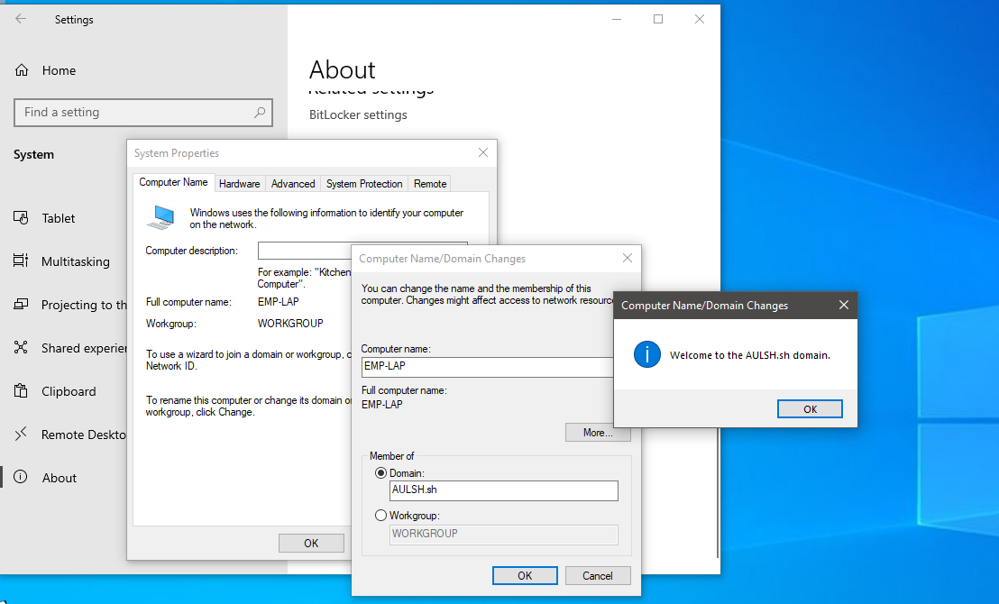 Settings
Home
Find a setting
System
Tablet
Multitasking
Projecting to th
Shared experier
Clipboard
Remote Deskto
About
About
Related settings
BitLocker settings
System Properties
Computer Name
Hardware
Advanced
System Protection
Remote
Windows uses the following information to identify your computer
on the network.
Computer description:
For example: "Kitchen
Computer".
Full computer name:
EMP-LAP
Workgroup:
WORKGROUP
To use a wizard to join a domain or workgroup, c
Network ID.
To rename this computer or change its domain or
workgroup, click Change.
OK
Computer Name/Domain Changes
You can change the name and the membership of this
computer. Changes might affect access to network resourc
Computer name:
EMP-LAP
Full computer name:
EMP-LAP
More...
Member of
Domain:
AULSH.sh
Workgroup:
WORKGROUP
OK
Cancel
Computer Name/Domain Changes
Welcome to the AULSH.sh domain.
OK